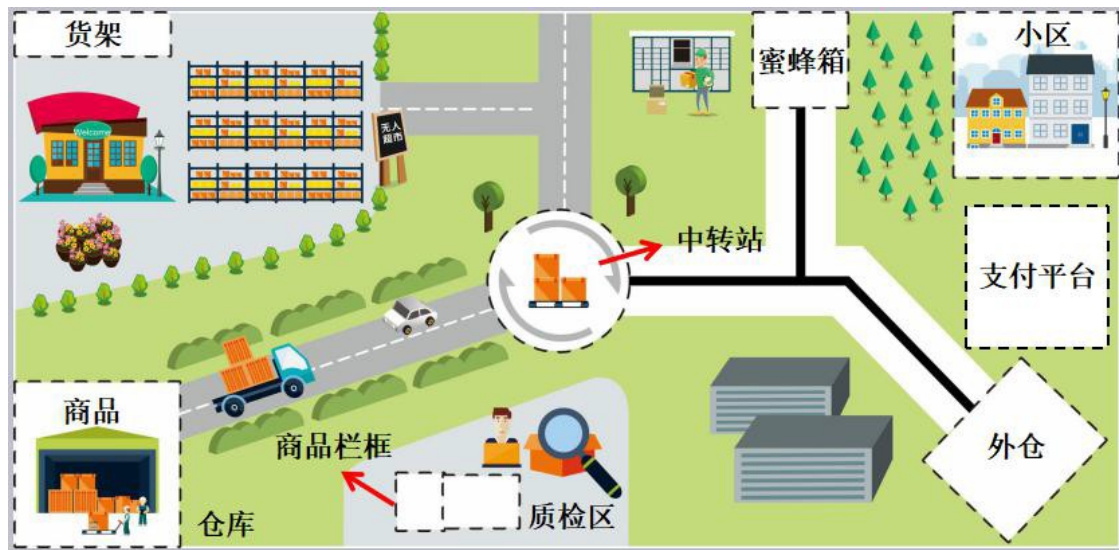 货架
蜜蜂箱
小区
Welcome
无人
超市
中转站
支付平台
商品
商品栏框
外仓
仓库
质检区